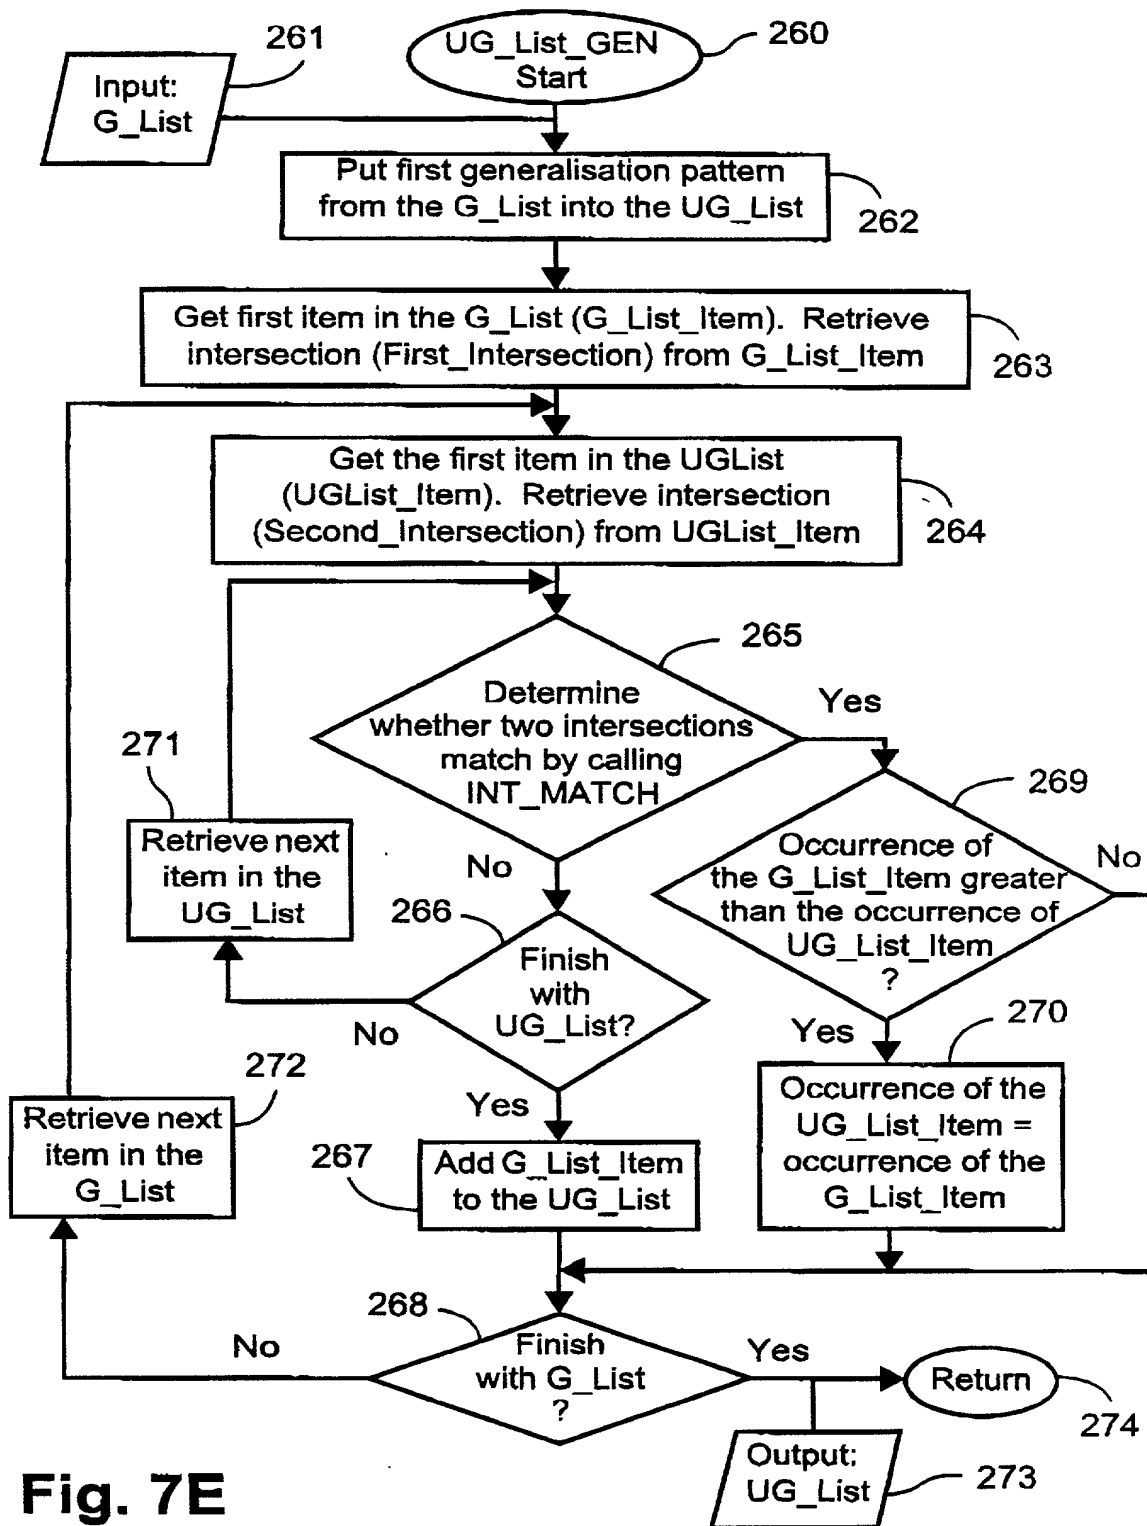 261
UG_List_GEN
Start
260
Input:
G_List
Put first generalisation pattern
from the G_List into the UG_List
262
Get first item in the G_List (G_List_Item).  Retrieve
intersection (First_Intersection) from G_List_Item
263
Get the first item in the UGList
(UGList_Item).  Retrieve intersection
(Second_Intersection) from UGList_Item
264
265
Determine
whether two intersections
match by calling
INT_MATCH
Yes
271
Retrieve next
item in the
UG_List
No
266
Finish
with
UG_List?
No
269
Occurrence of
the G_List_Item greater
than the occurrence of
UG_List_Item
?
No
Yes
270
272
Retrieve next
item in the
G_List
Yes
267
Add G_List_Item
to the UG_List
Occurrence of the
UG_List_Item =
occurrence of the
G_List_Item
268
No
Finish
with G_List
?
Yes
Return
274
Output:
UG_List
273
Fig. 7E